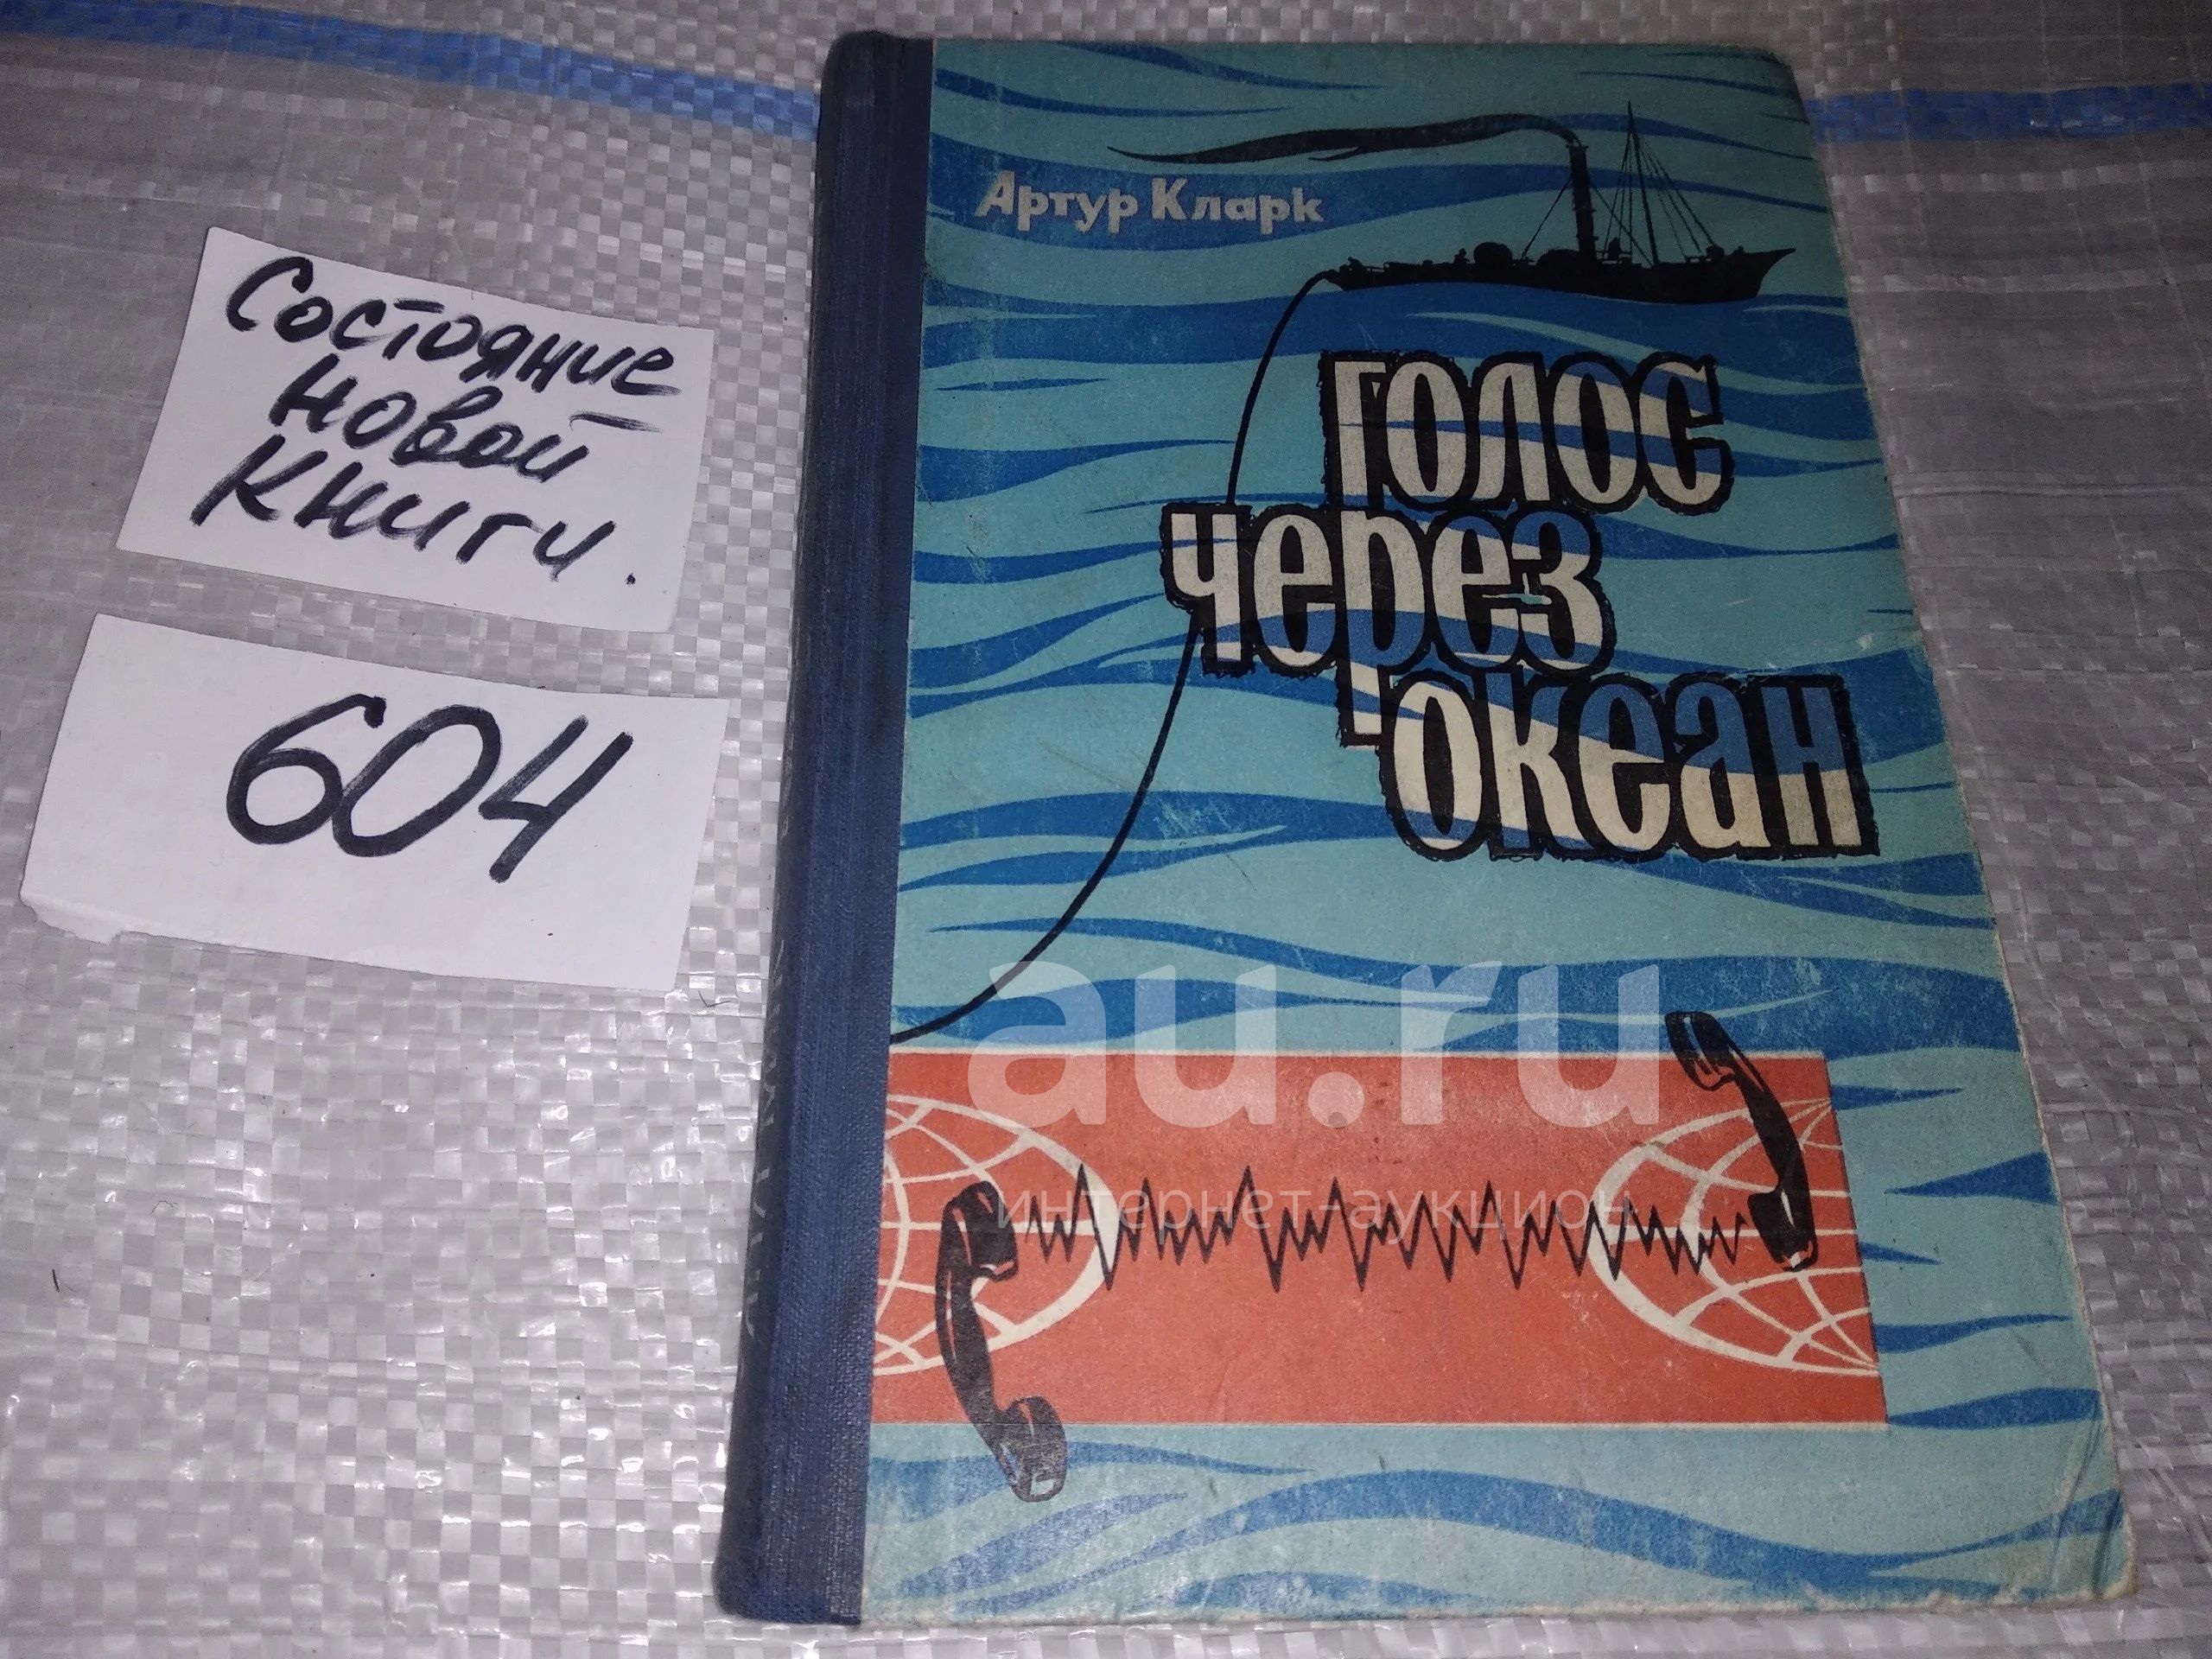 Состояние
новой
книги.
604
Артур Кларк
голос
через
океан
au.ru
интернет-аукцион